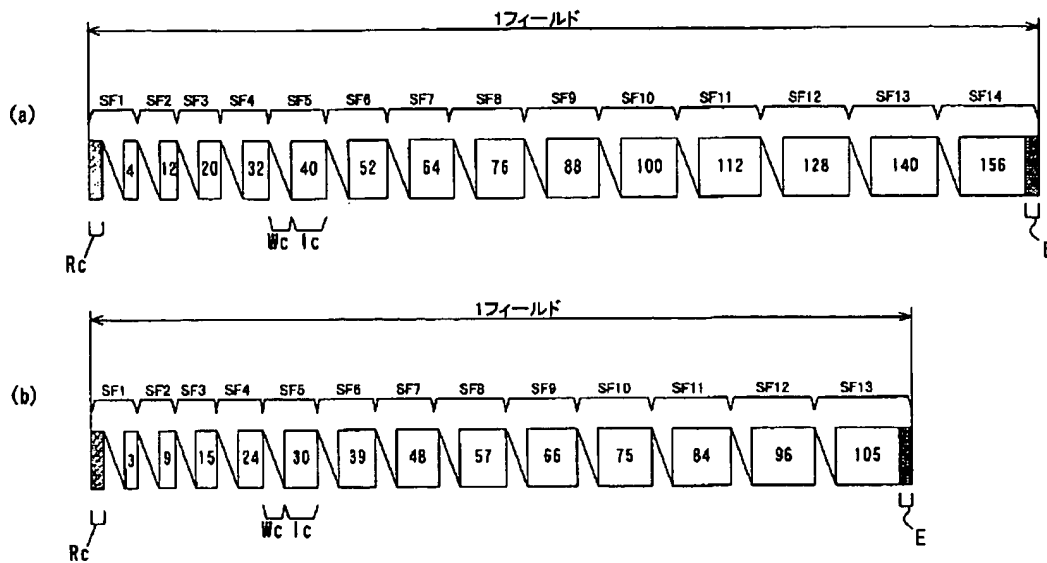 1フィールド
SF1 SF2 SF3 SF4 SF5 SF6 SF7 SF8 SF9 SF10 SF11 SF12 SF13 SF14
(a)
4 12 20 32 40 52 64 76 88 100 112 128 140 156
Wc Ic
Rc E
1フィールド
SF1 SF2 SF3 SF4 SF5 SF6 SF7 SF8 SF9 SF10 SF11 SF12 SF13
(b)
3 9 15 24 30 39 48 57 66 75 84 96 105
Wc Ic
Rc E